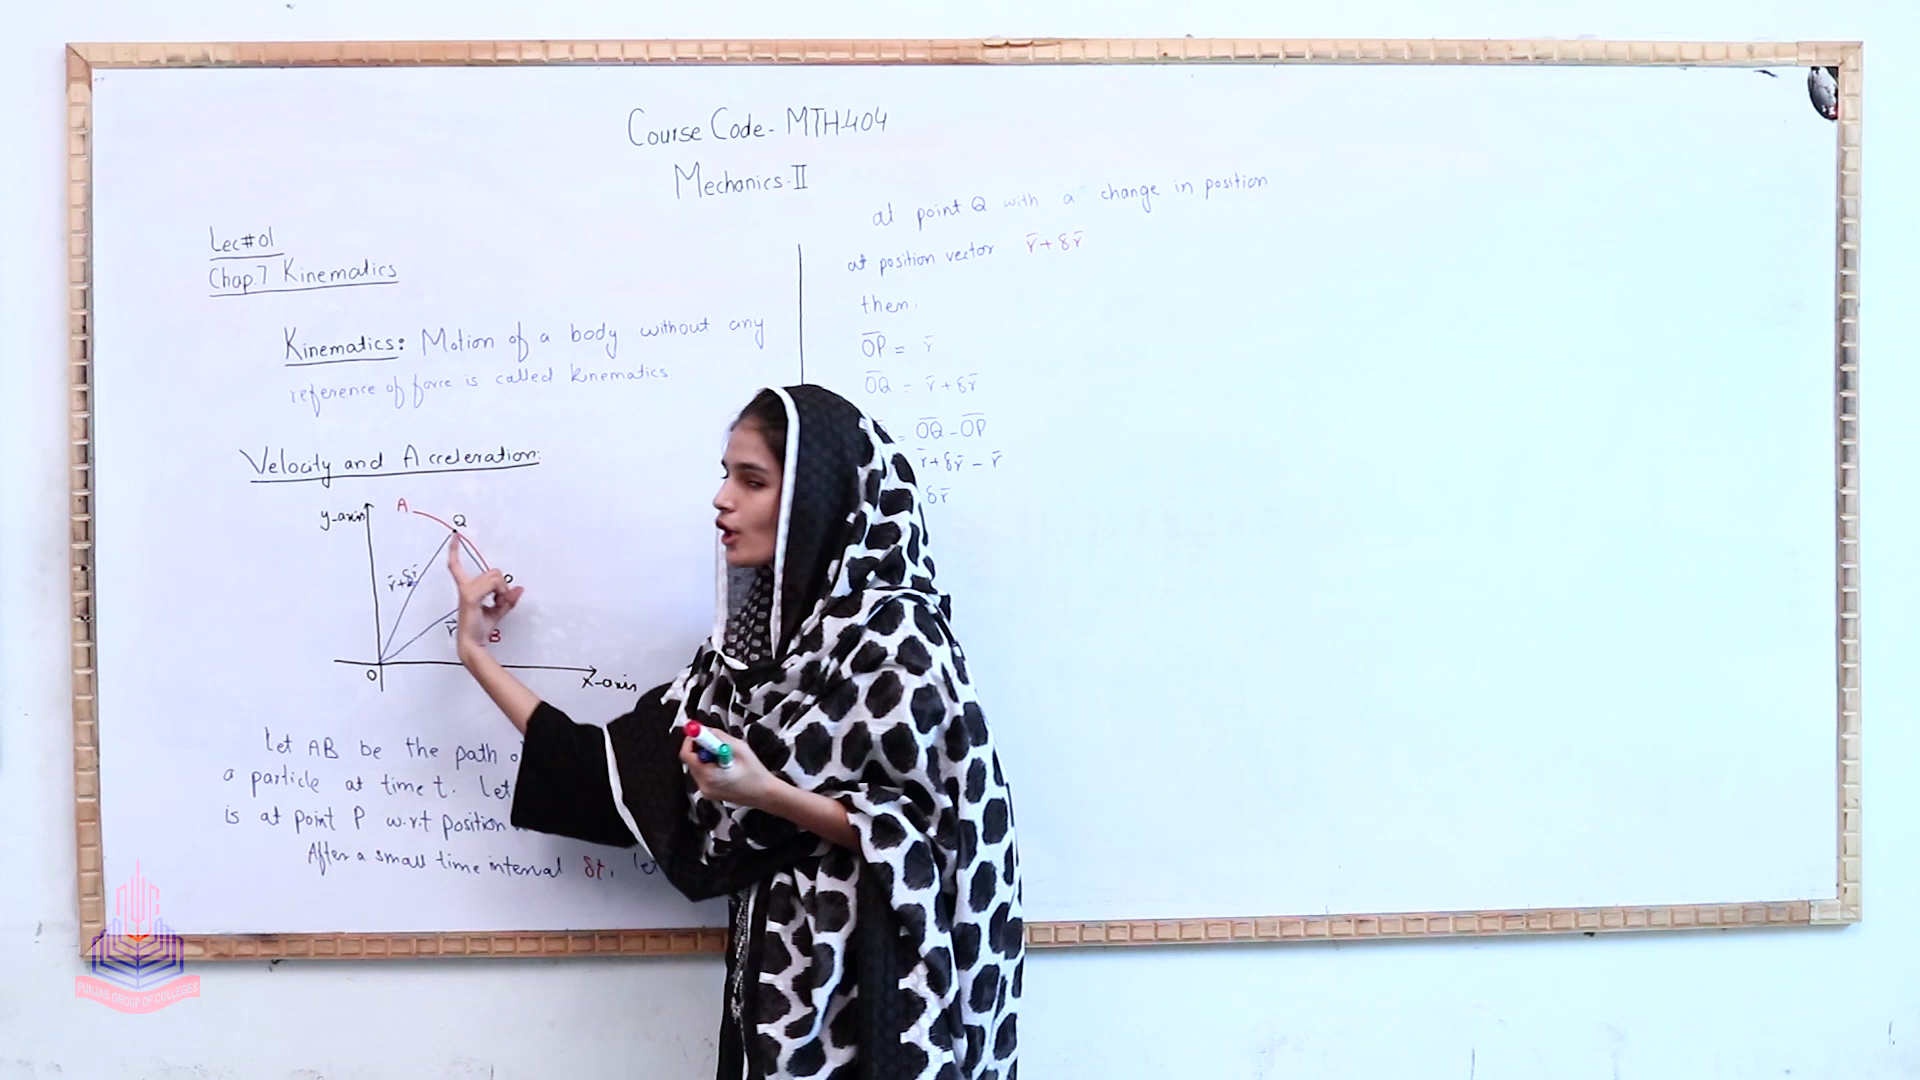 Course Code - MTH404
Mechanics-II
Lec#01
Chap.7 Kinematics
Kinematics: Motion of a body without any
reference of force is called kinematics.
Velocity and Acceleration:
y-axis
A
Q
r̄+δr̄
P
r̄
B
O
X-axis
Let AB be the path
a particle at time t. Let
is at point P w.r.t position
After a small time interval δt, let
at point Q with a change in position
at position vector r̄+δr̄
then,
OP̅ = r̄
OQ̅ = r̄+δr̄
= OQ̅ - OP̅
r̄+δr̄ - r̄
δr̄
PUNJAB GROUP OF COLLEGES